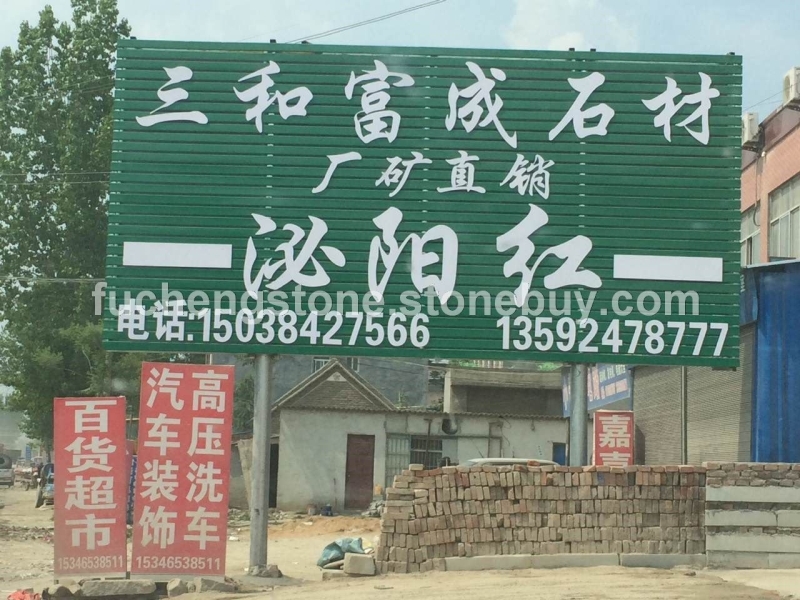 三和富成石材
厂矿直销
泌阳红
fuchengstone.stonebuy.com
电话:15038427566 13592478777
百货超市
15346538511
高压洗车
汽车装饰
15346538511
嘉